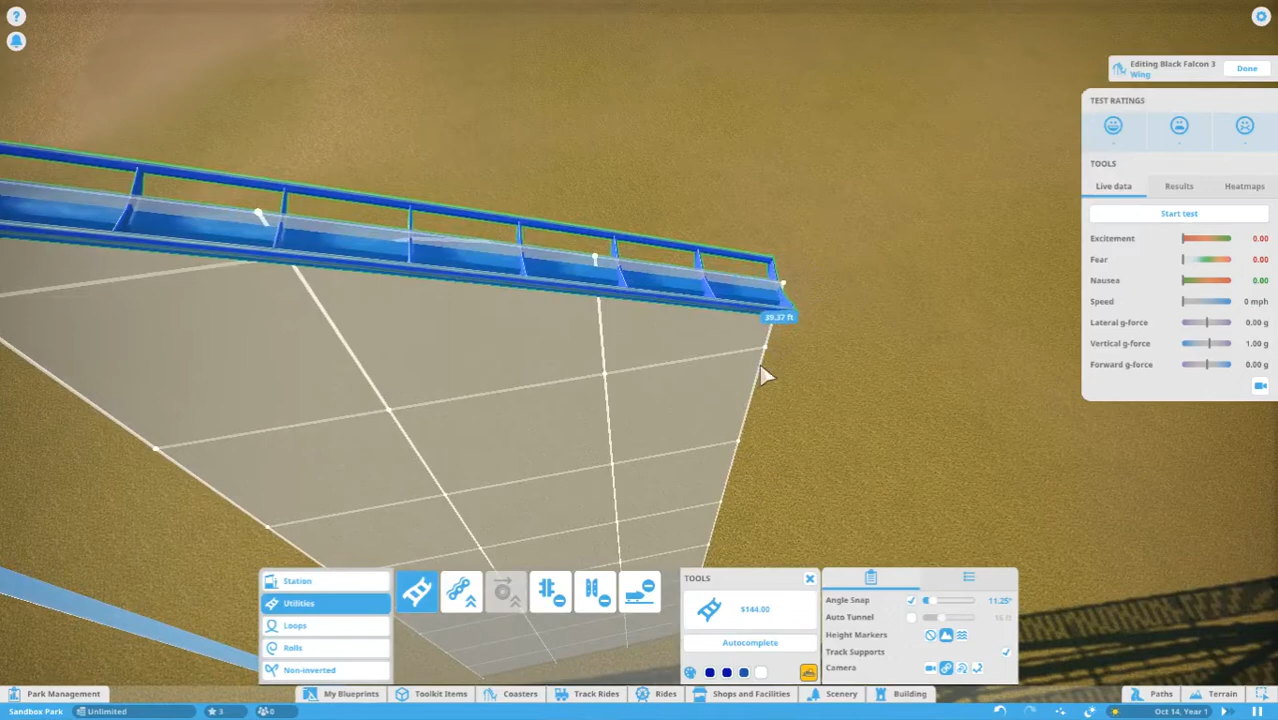 ?
Editing Black Falcon 3
Wing
Done
TEST RATINGS
-
-
-
TOOLS
Live data
Results
Heatmaps
Start test
Excitement 0.00
Fear 0.00
Nausea 0.00
Speed 0 mph
Lateral g-force 0.00 g
Vertical g-force 1.00 g
Forward g-force 0.00 g
39.37 ft
Station
Utilities
Loops
Rolls
Non-inverted
TOOLS
$144.00
Autocomplete
Angle Snap 11.25°
Auto Tunnel 16 ft
Height Markers
Track Supports
Camera
Park Management
My Blueprints
Toolkit Items
Coasters
Track Rides
Rides
Shops and Facilities
Scenery
Building
Paths
Terrain
Sandbox Park
Unlimited
3
0
Oct 14, Year 1